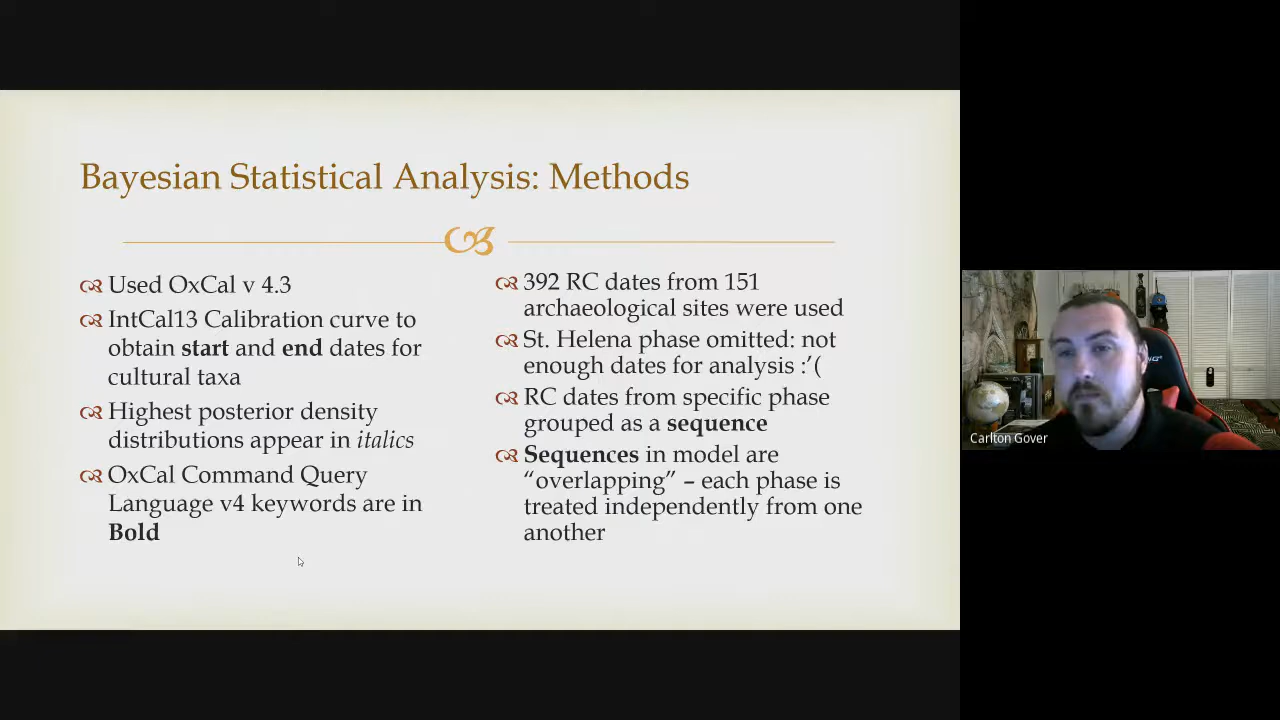 Bayesian Statistical Analysis: Methods
Used OxCal v 4.3
IntCal13 Calibration curve to
obtain start and end dates for
cultural taxa
Highest posterior density
distributions appear in italics
OxCal Command Query
Language v4 keywords are in
Bold
392 RC dates from 151
archaeological sites were used
St. Helena phase omitted: not
enough dates for analysis :’(
RC dates from specific phase
grouped as a sequence
Sequences in model are
“overlapping” – each phase is
treated independently from one
another
Carlton Gover